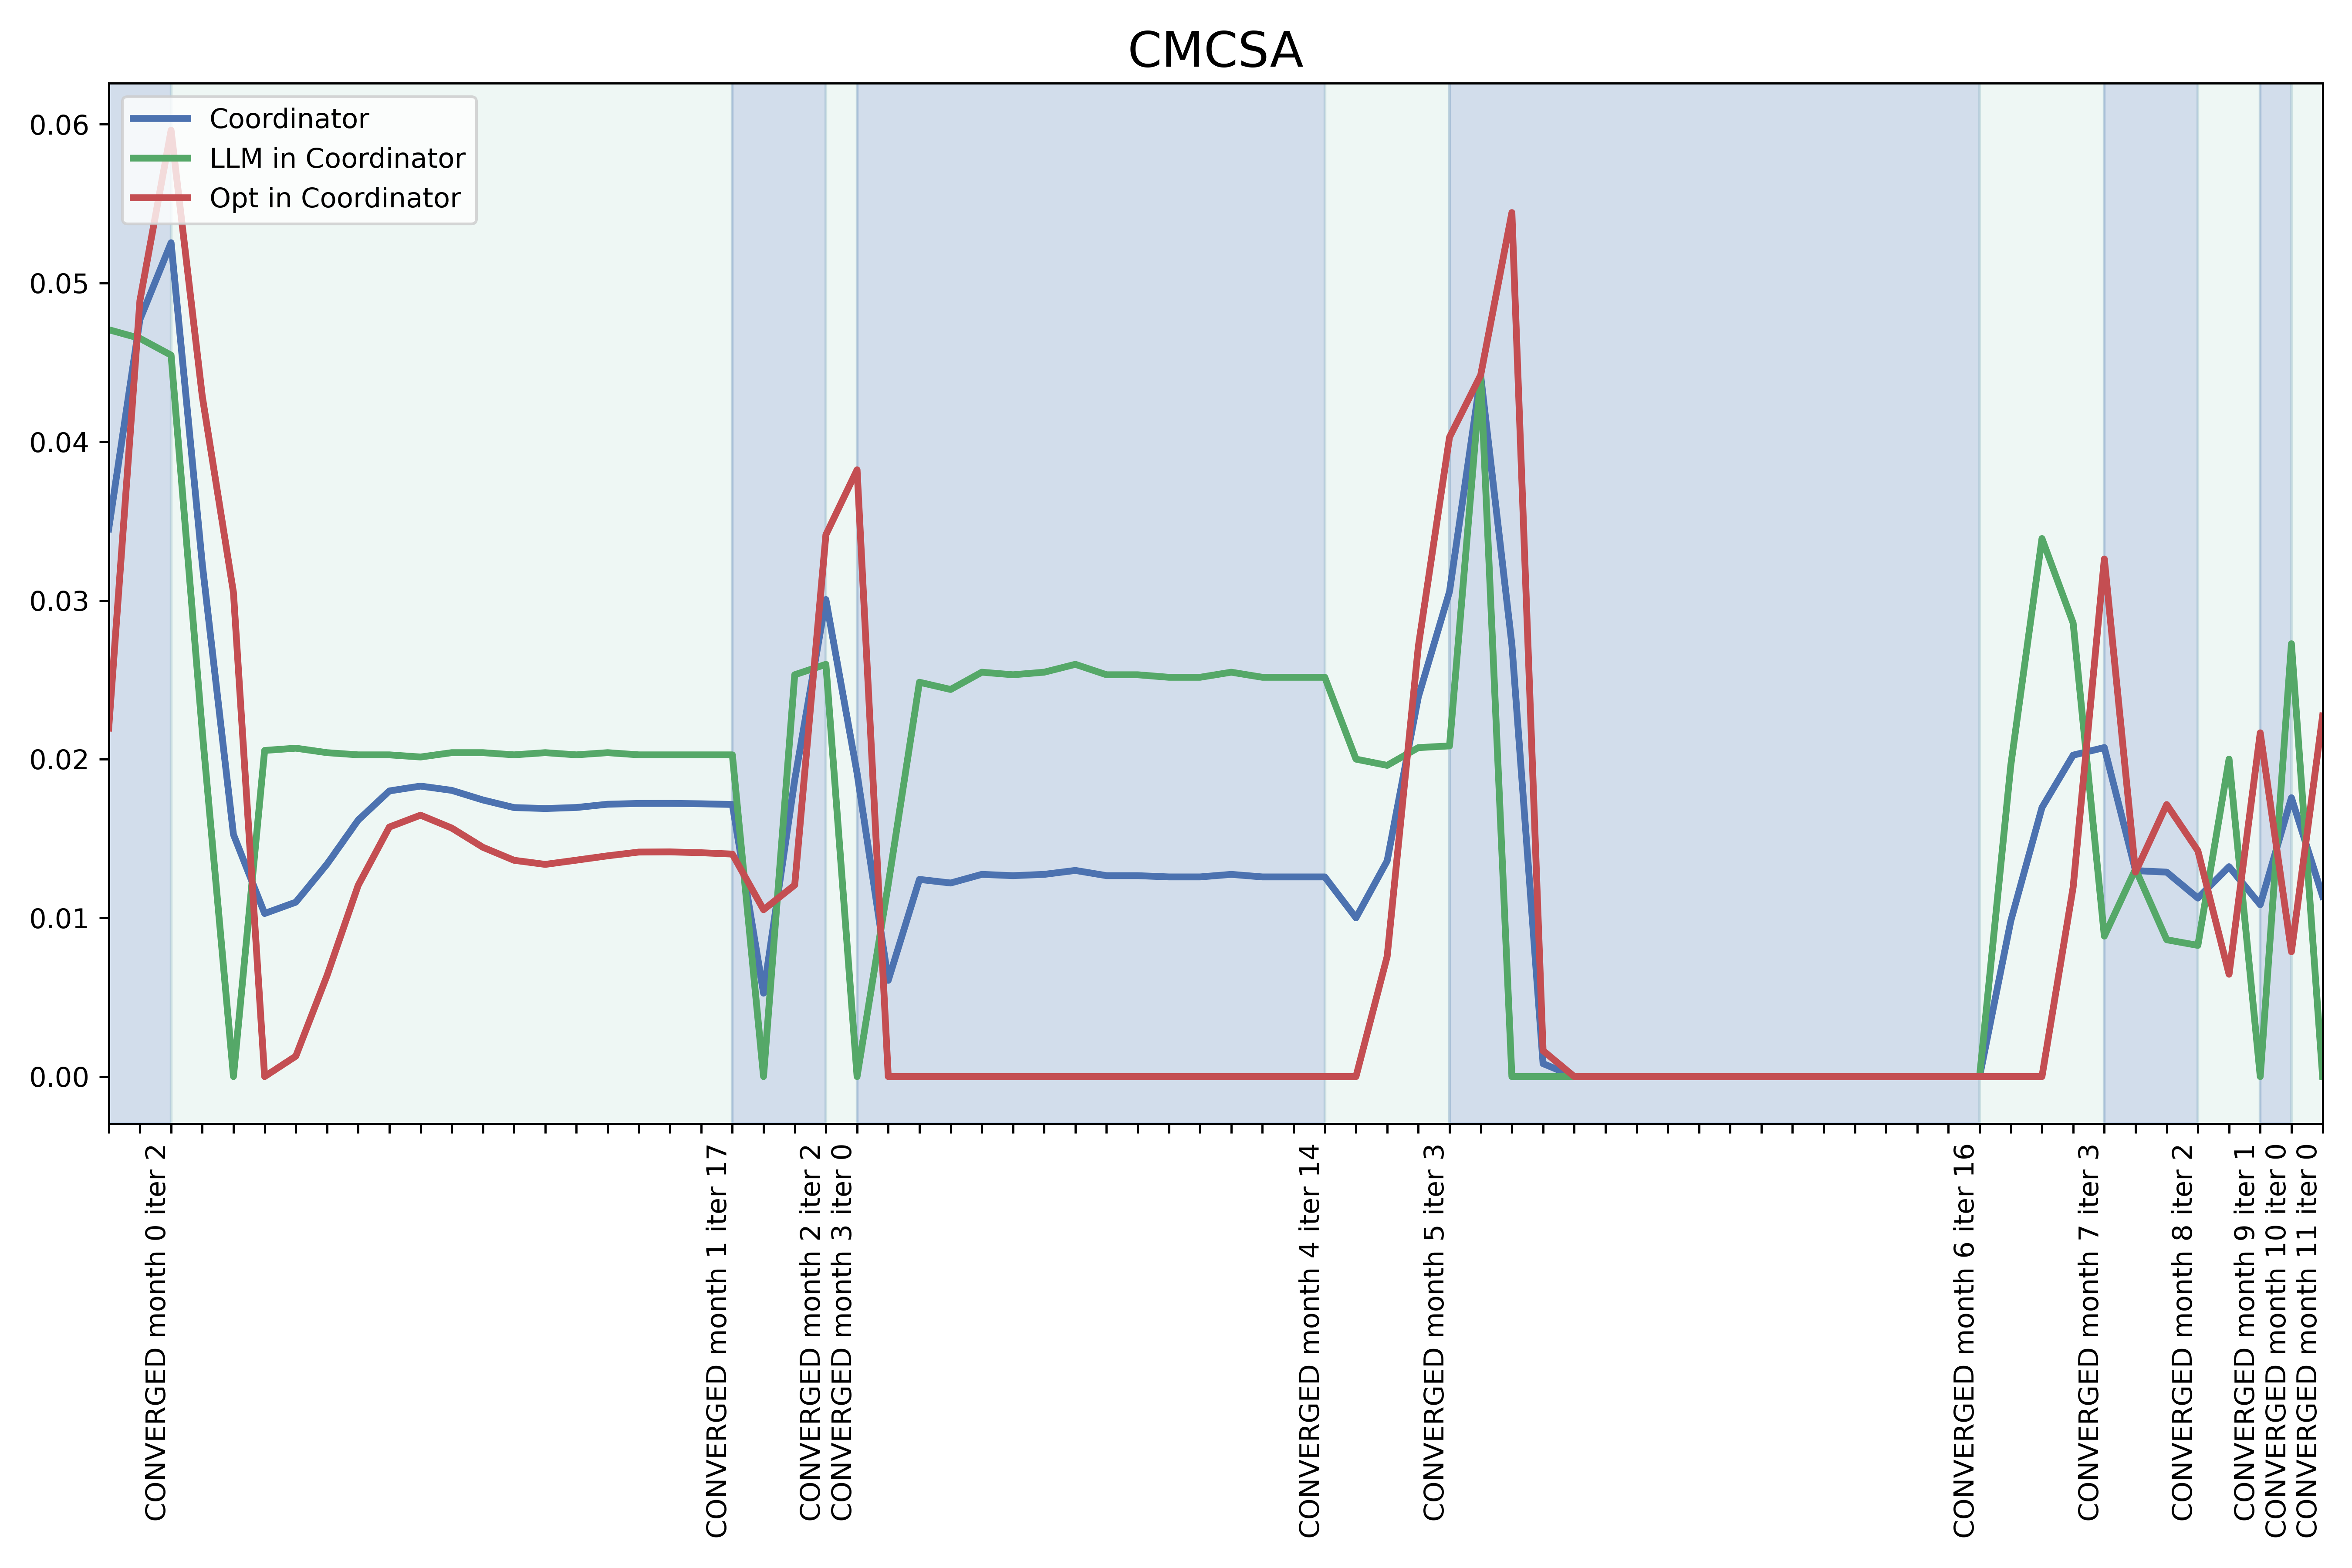 CMCSA
Coordinator
LLM in Coordinator
Opt in Coordinator
0.06
0.05
0.04
0.03
0.02
0.01
0.00
CONVERGED month 0 iter 2
CONVERGED month 1 iter 17
CONVERGED month 2 iter 2
CONVERGED month 3 iter 0
CONVERGED month 4 iter 14
CONVERGED month 5 iter 3
CONVERGED month 6 iter 16
CONVERGED month 7 iter 3
CONVERGED month 8 iter 2
CONVERGED month 9 iter 1
CONVERGED month 10 iter 0
CONVERGED month 11 iter 0